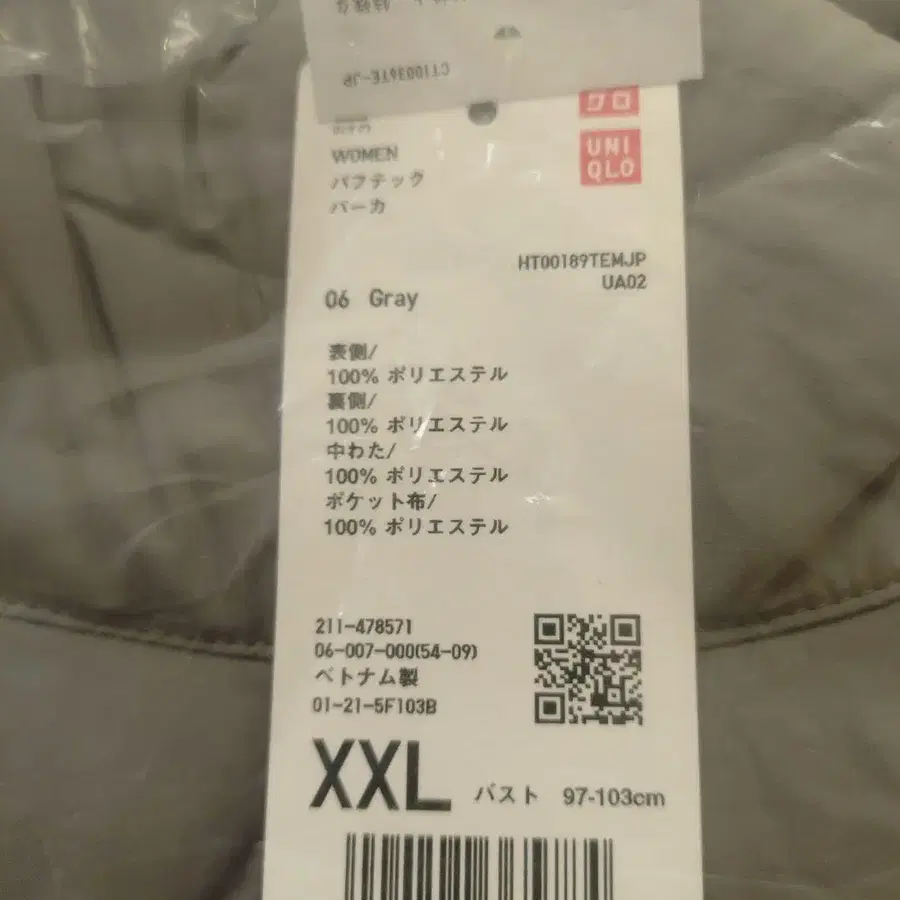 CT10036TE-JP
クロ
UNI
QLO
WOMEN
パフテック
パーカ
HT00189TEMJP
UA02
06 Gray
表側/
100% ポリエステル
裏側/
100% ポリエステル
中わた/
100% ポリエステル
ポケット布/
100% ポリエステル
211-478571
06-007-000(54-09)
ベトナム製
01-21-5F103B
XXL バスト 97-103cm